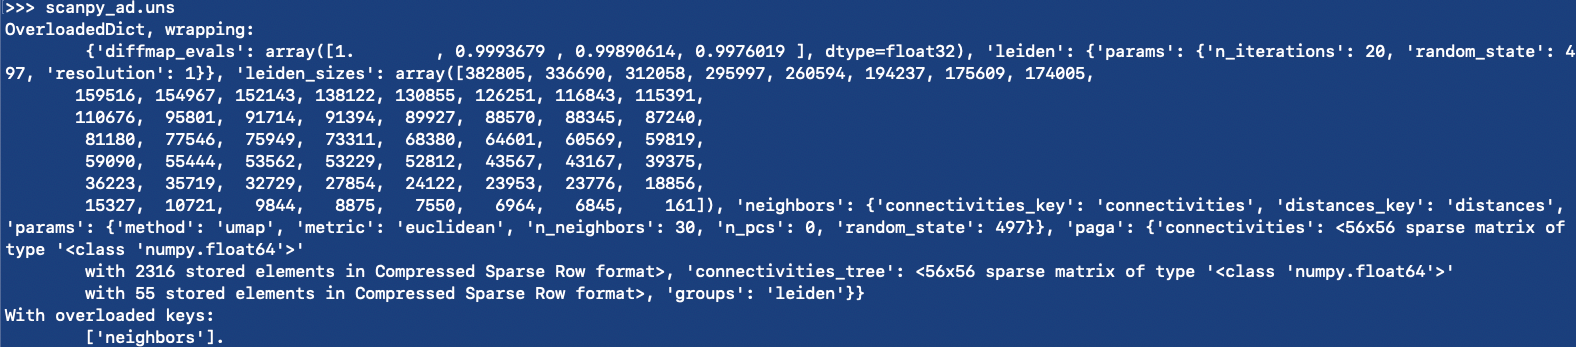 >>> scanpy_ad.uns
OverloadedDict, wrapping:
        {'diffmap_evals': array([1.        , 0.9993679 , 0.99890614, 0.9976019 ], dtype=float32), 'leiden': {'params': {'n_iterations': 20, 'random_state': 4
97, 'resolution': 1}}, 'leiden_sizes': array([382805, 336690, 312058, 295997, 260594, 194237, 175609, 174005,
       159516, 154967, 152143, 138122, 130855, 126251, 116843, 115391,
       110676,  95801,  91714,  91394,  89927,  88570,  88345,  87240,
        81180,  77546,  75949,  73311,  68380,  64601,  60569,  59819,
        59090,  55444,  53562,  53229,  52812,  43567,  43167,  39375,
        36223,  35719,  32729,  27854,  24122,  23953,  23776,  18856,
        15327,  10721,   9844,   8875,   7550,   6964,   6845,    161]), 'neighbors': {'connectivities_key': 'connectivities', 'distances_key': 'distances',
'params': {'method': 'umap', 'metric': 'euclidean', 'n_neighbors': 30, 'n_pcs': 0, 'random_state': 497}}, 'paga': {'connectivities': <56x56 sparse matrix of
type '<class 'numpy.float64'>'
        with 2316 stored elements in Compressed Sparse Row format>, 'connectivities_tree': <56x56 sparse matrix of type '<class 'numpy.float64'>'
        with 55 stored elements in Compressed Sparse Row format>, 'groups': 'leiden'}}
With overloaded keys:
        ['neighbors'].